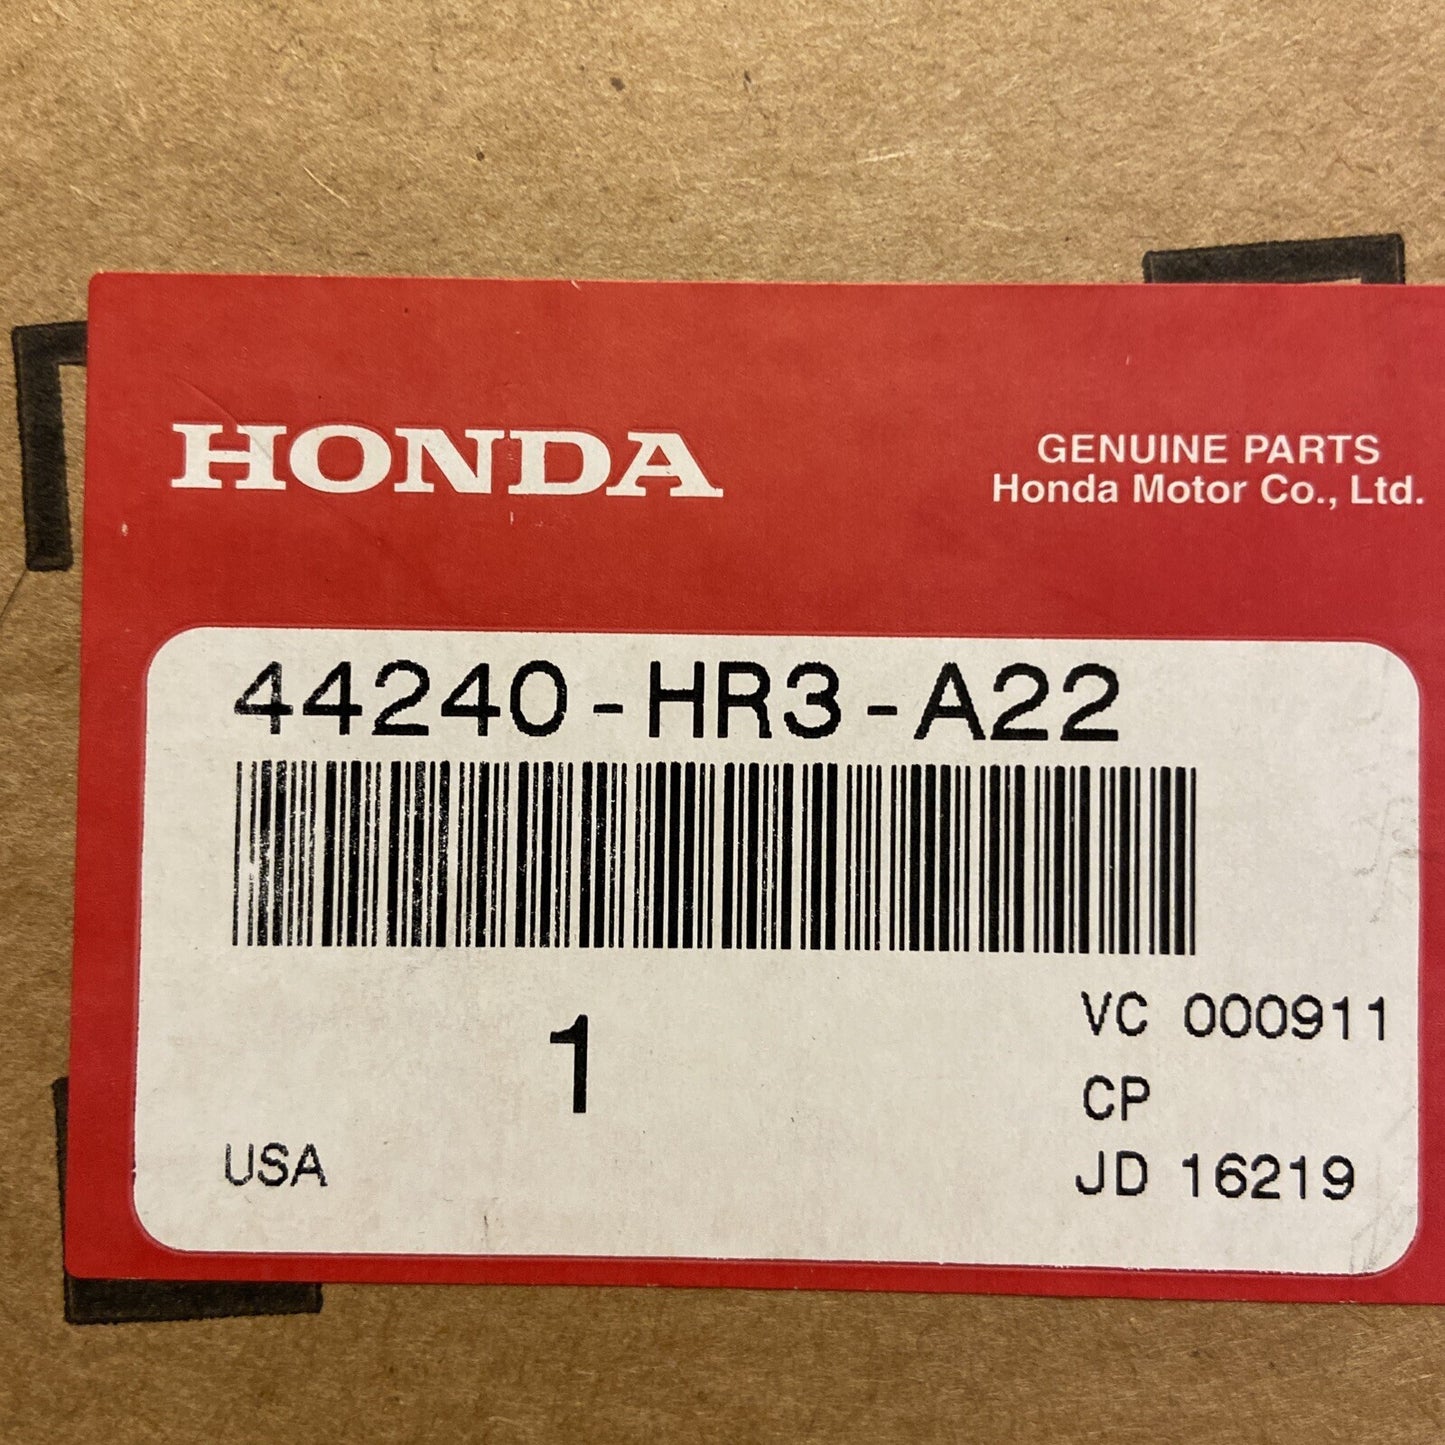 HONDA
GENUINE PARTS
Honda Motor Co., Ltd.
44240-HR3-A22
1
VC 000911
CP
USA
JD 16219